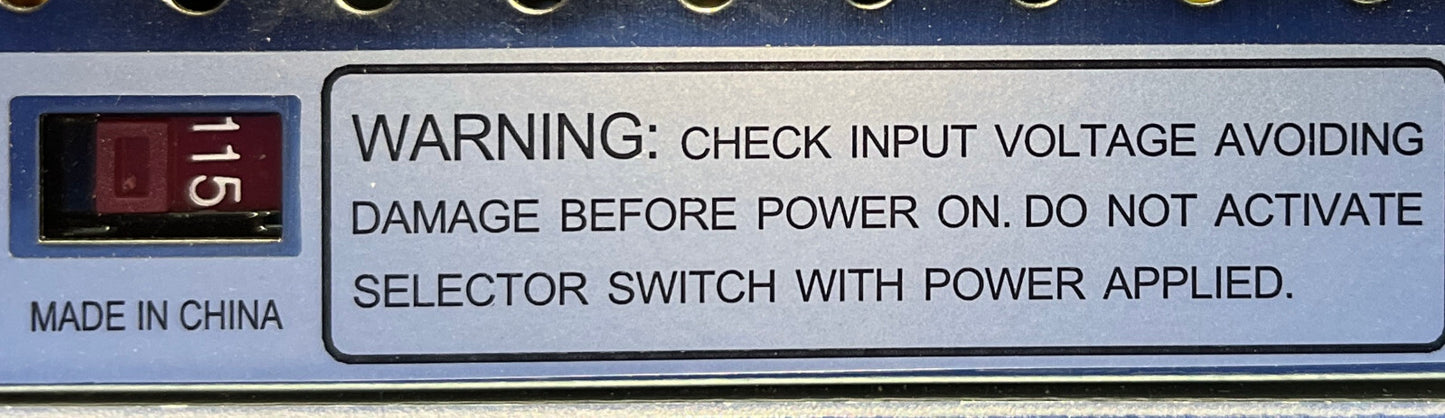 115
MADE IN CHINA
WARNING: CHECK INPUT VOLTAGE AVOIDING
DAMAGE BEFORE POWER ON. DO NOT ACTIVATE
SELECTOR SWITCH WITH POWER APPLIED.